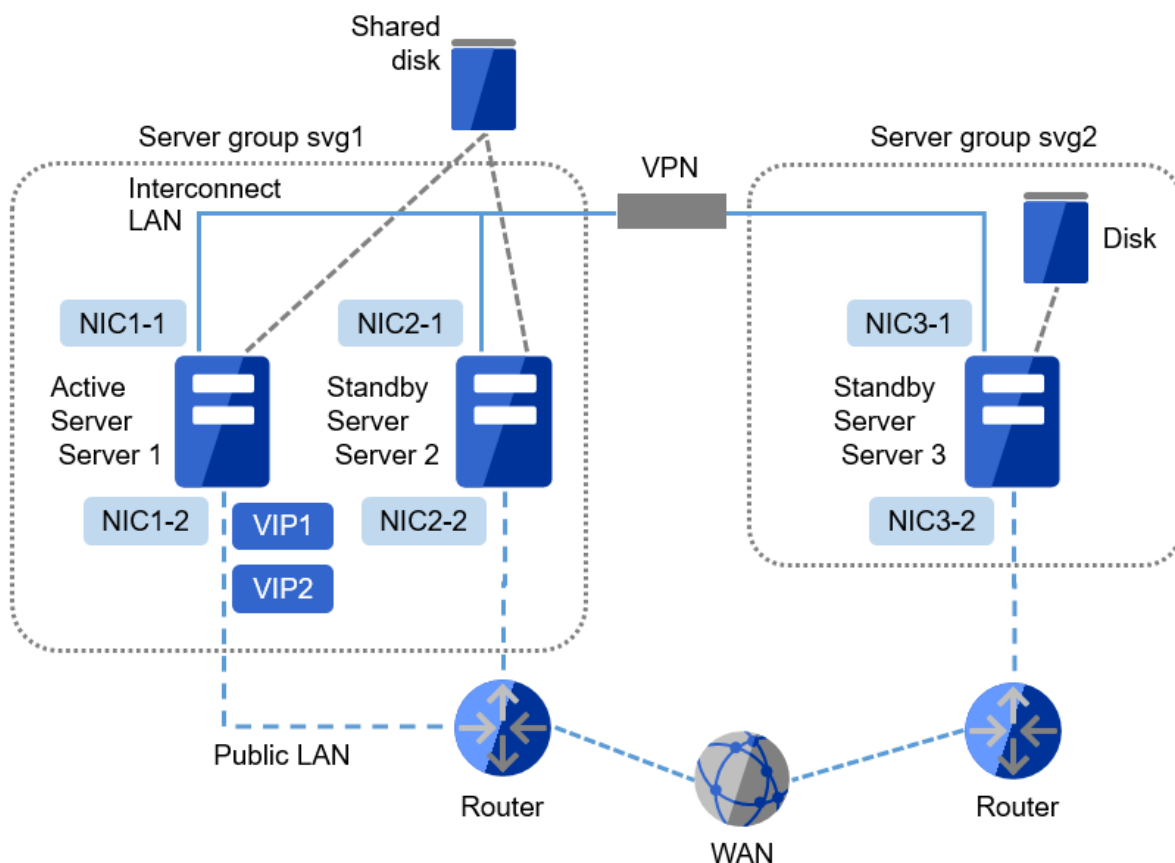 Shared
disk
Server group svg1
Server group svg2
VPN
Interconnect
LAN
Disk
NIC1-1
NIC2-1
NIC3-1
Active
Server
Server 1
Standby
Server
Server 2
Standby
Server
Server 3
NIC1-2
VIP1
NIC2-2
NIC3-2
VIP2
Public LAN
Router
Router
WAN